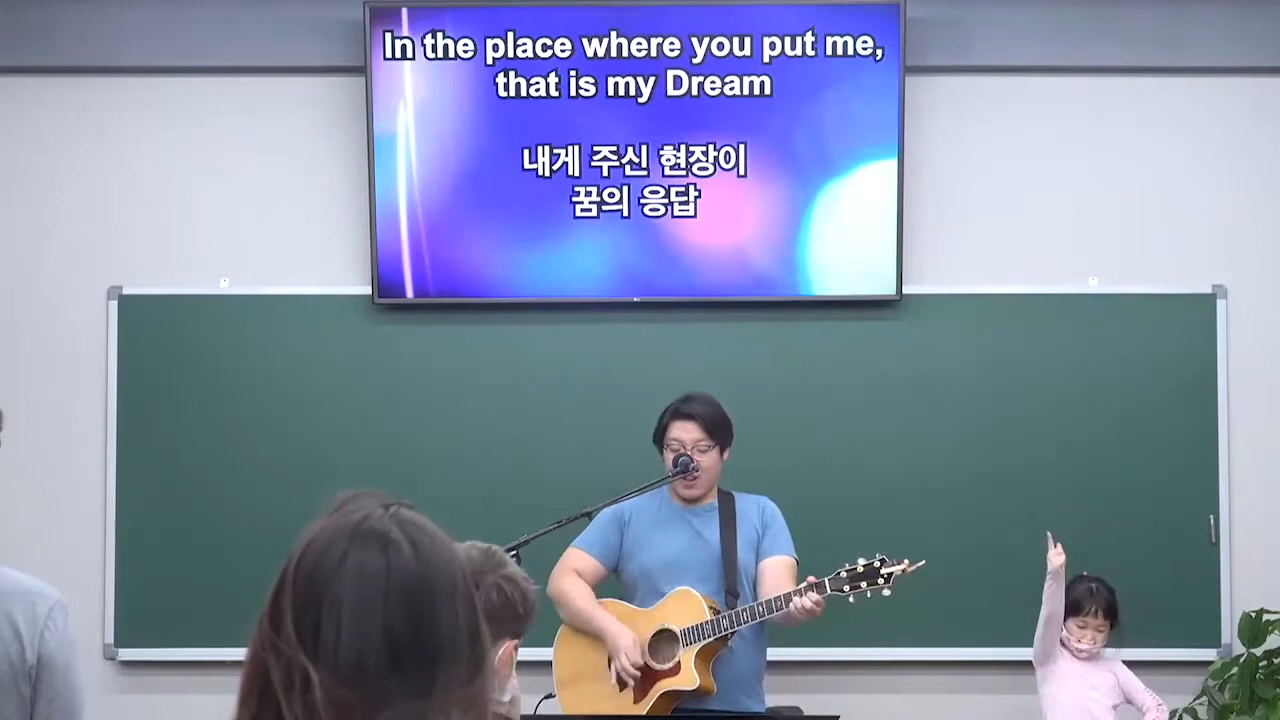 In the place where you put me,
that is my Dream
내게 주신 현장이
꿈의 응답